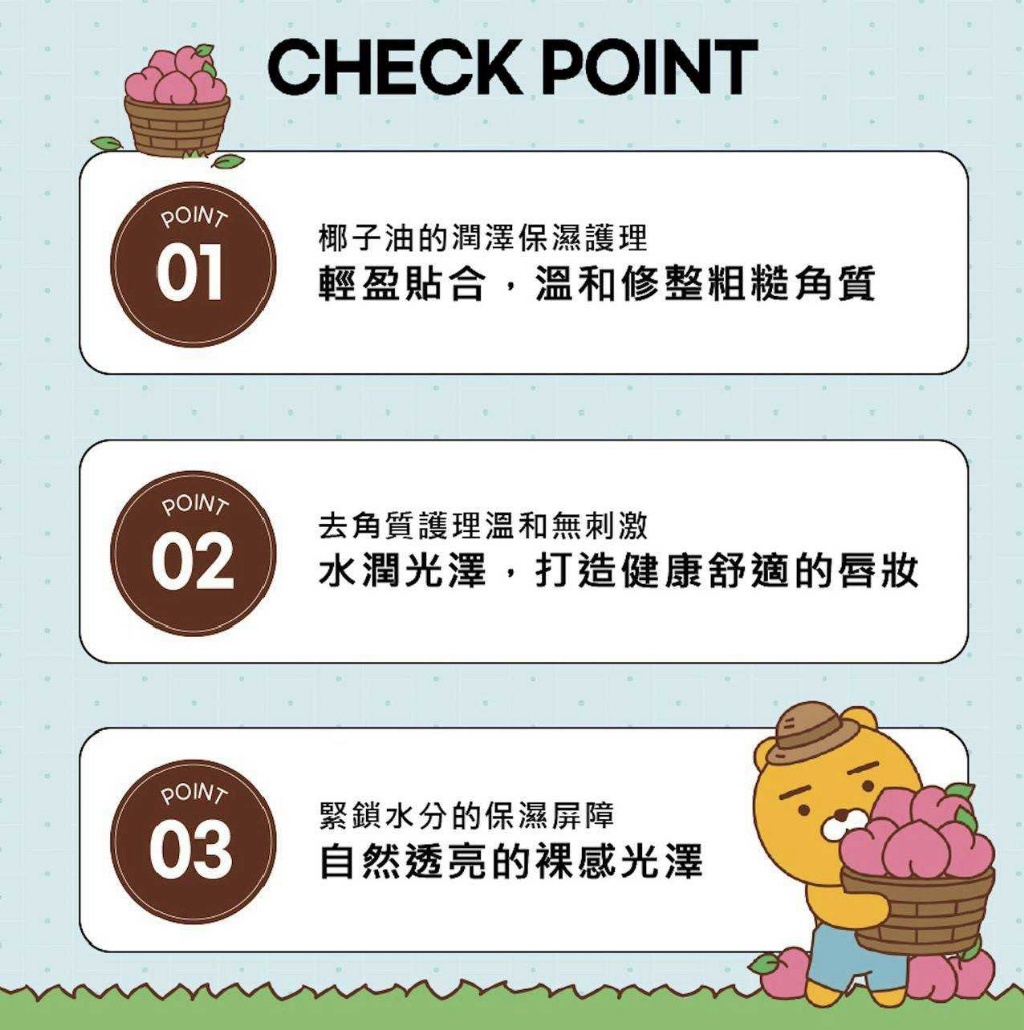 CHECK POINT
POINT
01
椰子油的潤澤保濕護理
輕盈貼合，溫和修整粗糙角質
POINT
02
去角質護理溫和無刺激
水潤光澤，打造健康舒適的唇妝
POINT
03
緊鎖水分的保濕屏障
自然透亮的裸感光澤